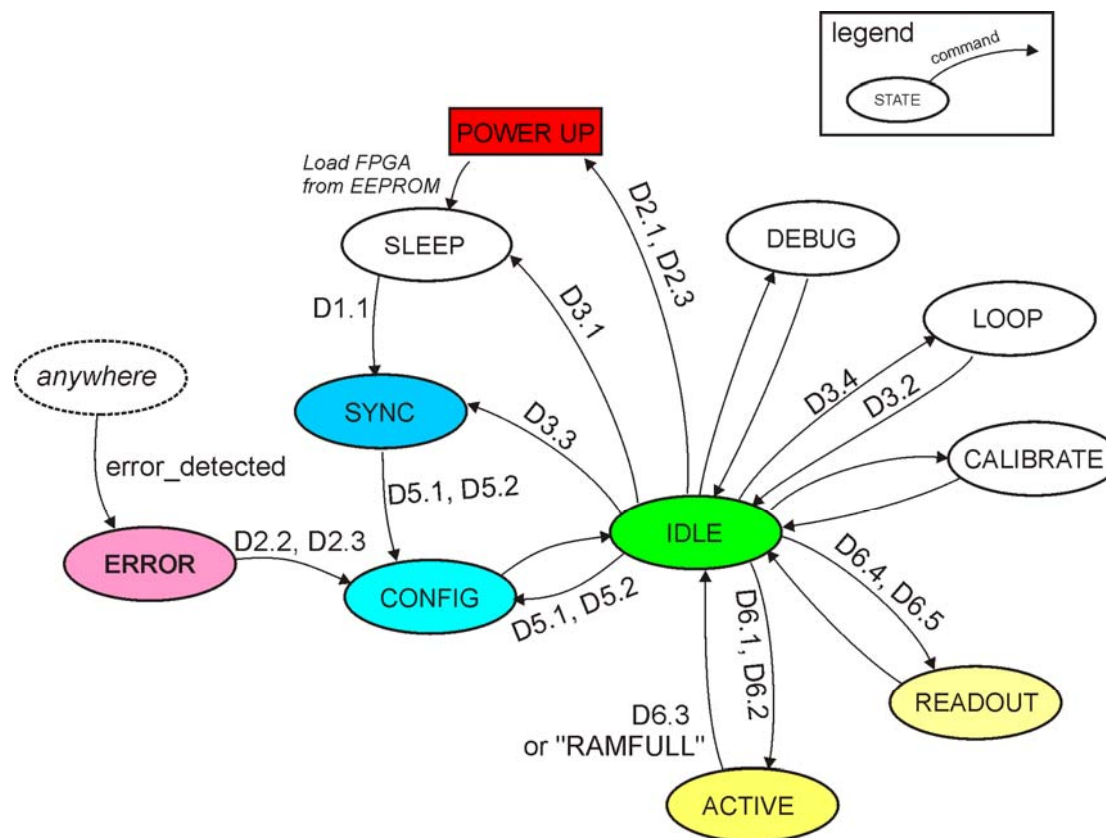 legend
command
STATE
POWER UP
Load FPGA
from EEPROM
D2.1, D2.3
DEBUG
SLEEP
D3.1
D1.1
LOOP
D3.4
D3.2
anywhere
SYNC
D3.3
CALIBRATE
error_detected
D5.1, D5.2
IDLE
D2.2, D2.3
ERROR
CONFIG
D5.1, D5.2
D6.4, D6.5
D6.1, D6.2
READOUT
D6.3
or "RAMFULL"
ACTIVE